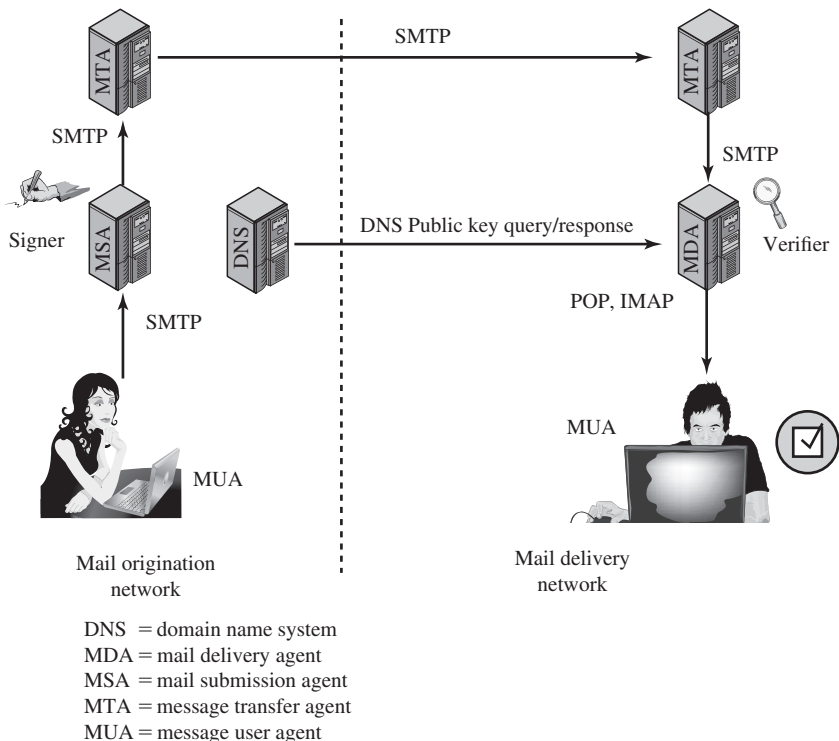 MTA
SMTP
MTA
SMTP
SMTP
Signer
MSA
DNS
DNS Public key query/response
MDA
Verifier
SMTP
POP, IMAP
MUA
MUA
Mail origination
network
Mail delivery
network
DNS = domain name system
MDA = mail delivery agent
MSA = mail submission agent
MTA = message transfer agent
MUA = message user agent